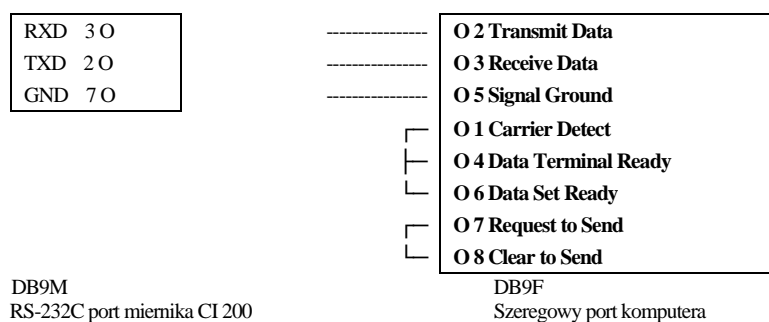 RXD 3 O ---------------- O 2 Transmit Data
TXD 2 O ---------------- O 3 Receive Data
GND 7 O ---------------- O 5 Signal Ground
O 1 Carrier Detect
O 4 Data Terminal Ready
O 6 Data Set Ready
O 7 Request to Send
O 8 Clear to Send
DB9M DB9F
RS-232C port miernika CI 200 Szeregowy port komputera